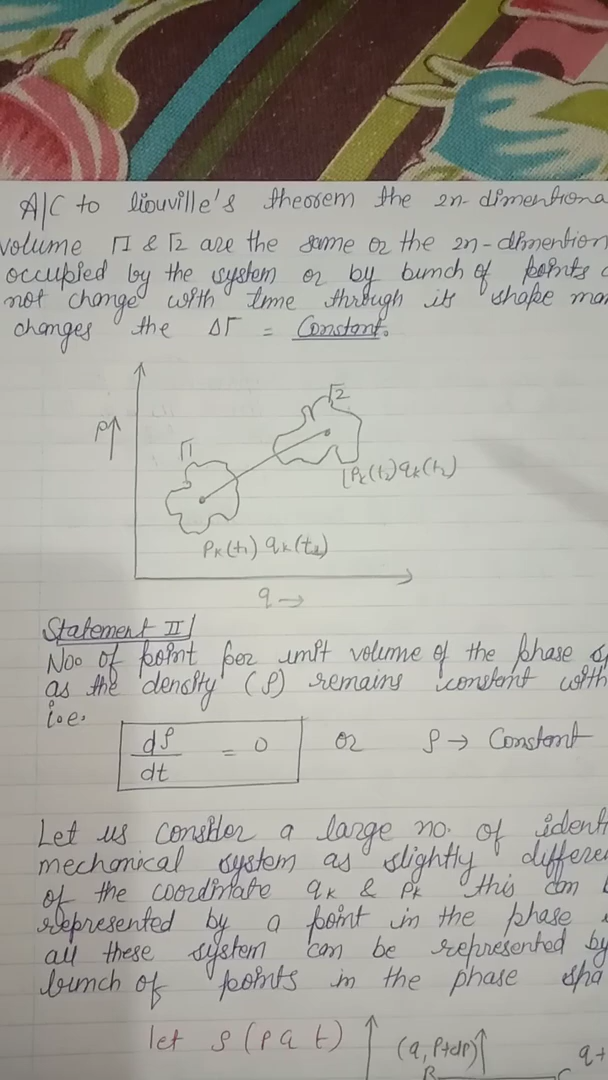 A/C to liouville's theorem the 2n-dimentiona
volume Γ1 & Γ2 are the same or the 2n-dimention
occupied by the system or by bunch of points
not change with time through its shape ma
changes the ΔΓ = Constant.
Γ2
P↑
Γ1
(Pk(t2) qk(t2)
Pk(t1) qk(t1)
q →
Statement II
Noo of point per unit volume of the phase s
as the density (ρ) remains constant with
i.e.
dρ/dt = 0 or ρ → Constant
Let us consider a large no. of ident
mechanical system as slightly differe
of the coordinate qk & Pk this can
represented by a point in the phase
all these system can be represented by
bunch of points in the phase sha
let ρ (P q t)
(q, P+dP)
q+
B
C